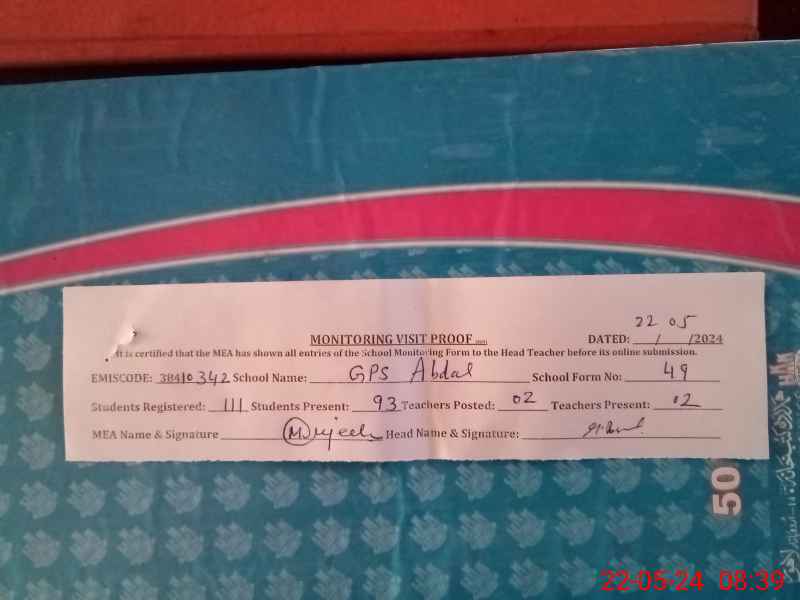 MONITORING VISIT PROOF
22 05
DATED: ___/___/2024
It is certified that the MEA has shown all entries of the School Monitoring Form to the Head Teacher before its online submission.
EMISCODE: 38410342 School Name: GPS Abdal School Form No: 49
Students Registered: 111 Students Present: 93 Teachers Posted: 02 Teachers Present: 02
MEA Name & Signature Head Name & Signature:
50
22-05-24 08:39